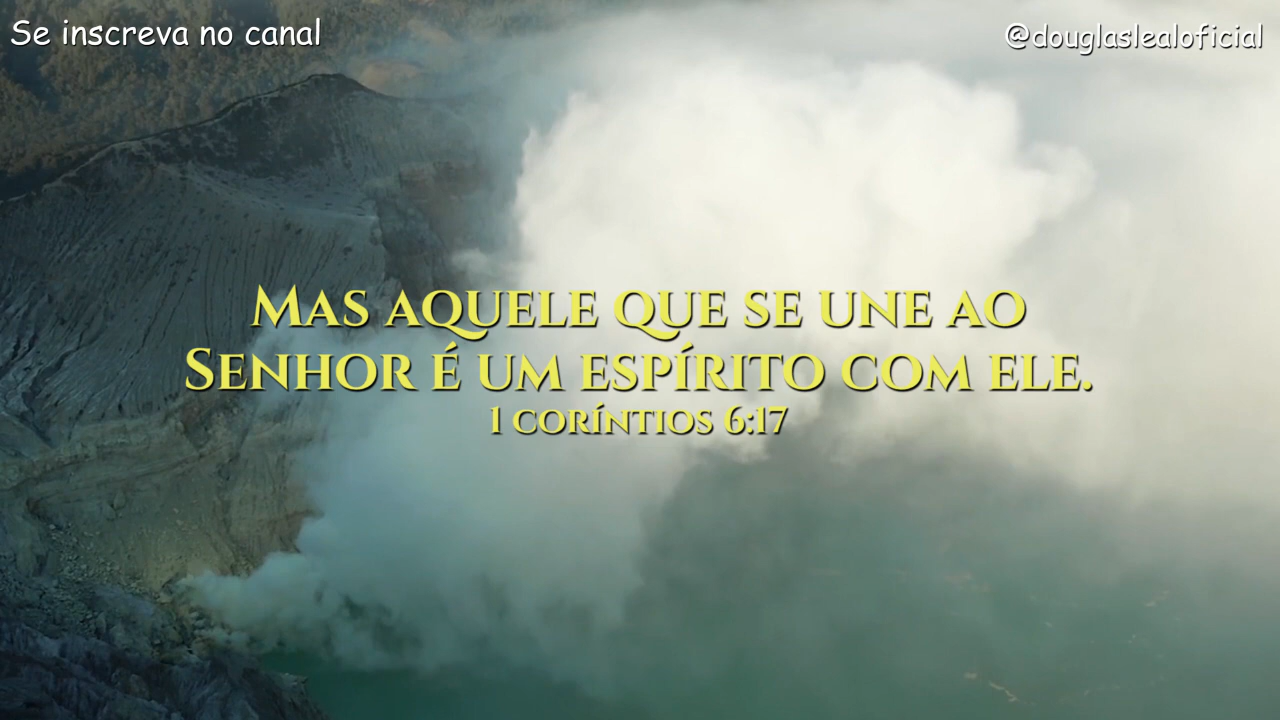 Se inscreva no canal
@douglaslealoficial
Mas aquele que se une ao
Senhor é um espírito com ele.
1 coríntios 6:17